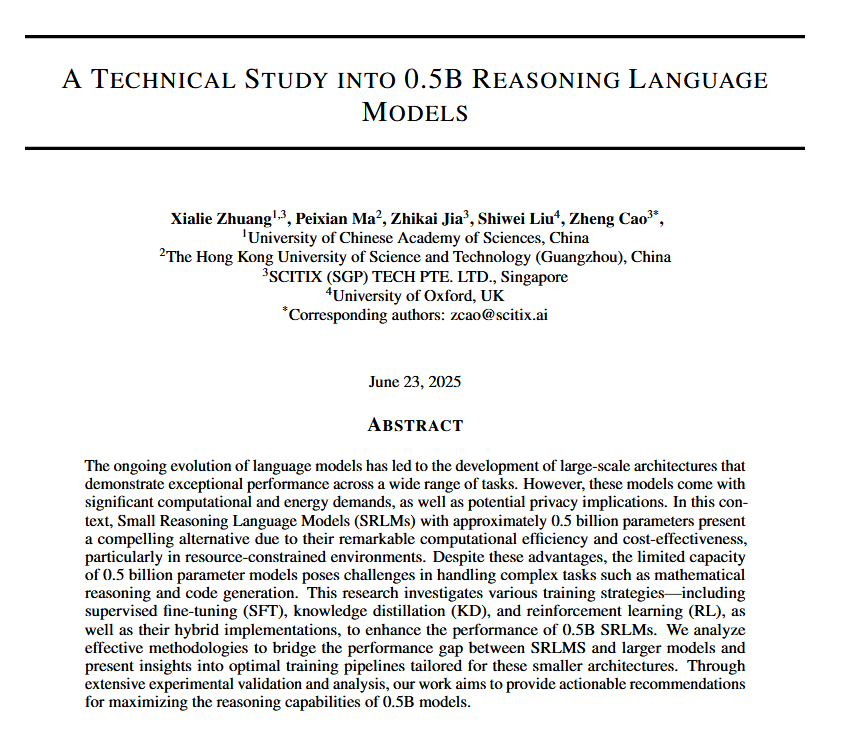 A TECHNICAL STUDY INTO 0.5B REASONING LANGUAGE
MODELS
Xialie Zhuang1,3, Peixian Ma2, Zhikai Jia3, Shiwei Liu4, Zheng Cao3*,
1University of Chinese Academy of Sciences, China
2The Hong Kong University of Science and Technology (Guangzhou), China
3SCITIX (SGP) TECH PTE. LTD., Singapore
4University of Oxford, UK
*Corresponding authors: zcao@scitix.ai
June 23, 2025
ABSTRACT
The ongoing evolution of language models has led to the development of large-scale architectures that
demonstrate exceptional performance across a wide range of tasks. However, these models come with
significant computational and energy demands, as well as potential privacy implications. In this con-
text, Small Reasoning Language Models (SRLMs) with approximately 0.5 billion parameters present
a compelling alternative due to their remarkable computational efficiency and cost-effectiveness,
particularly in resource-constrained environments. Despite these advantages, the limited capacity
of 0.5 billion parameter models poses challenges in handling complex tasks such as mathematical
reasoning and code generation. This research investigates various training strategies—including
supervised fine-tuning (SFT), knowledge distillation (KD), and reinforcement learning (RL), as
well as their hybrid implementations, to enhance the performance of 0.5B SRLMs. We analyze
effective methodologies to bridge the performance gap between SRLMS and larger models and
present insights into optimal training pipelines tailored for these smaller architectures. Through
extensive experimental validation and analysis, our work aims to provide actionable recommendations
for maximizing the reasoning capabilities of 0.5B models.